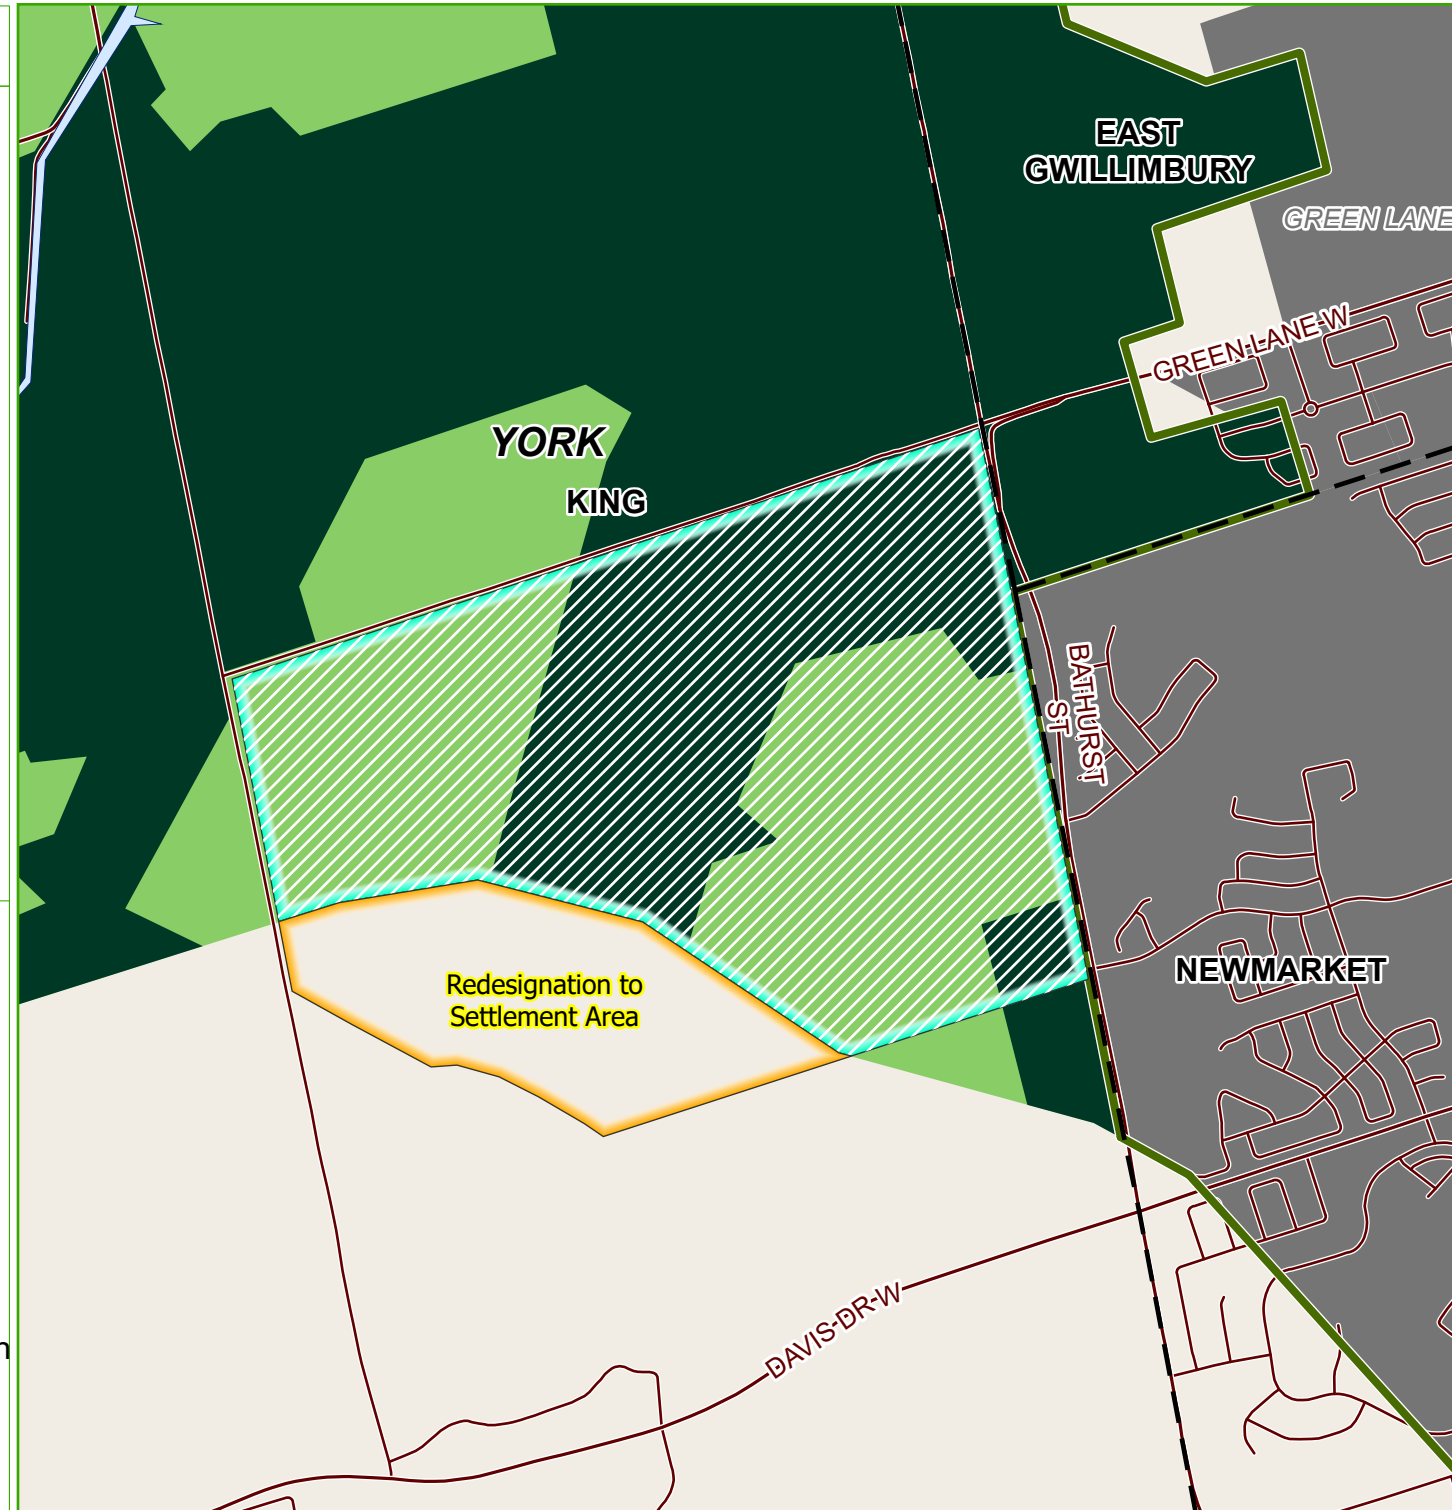 EAST
GWILLIMBURY
GREEN LANE
GREEN LANE W
YORK
KING
BATHURST
ST
NEWMARKET
Redesignation to
Settlement Area
DAVIS DR W
n